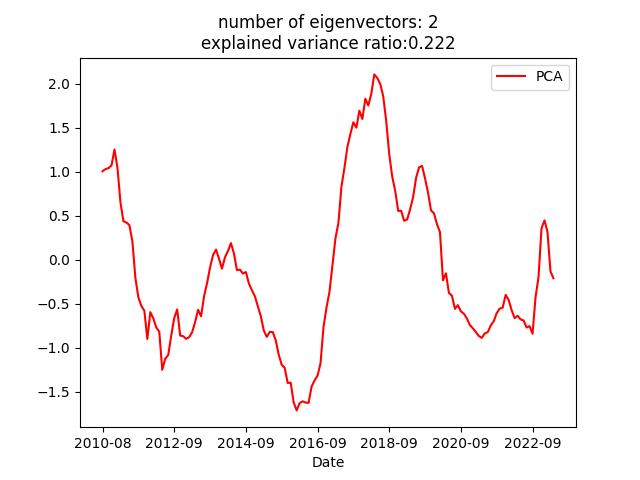 number of eigenvectors: 2
explained variance ratio:0.222
PCA
2.0
1.5
1.0
0.5
0.0
−0.5
−1.0
−1.5
2010-08 2012-09 2014-09 2016-09 2018-09 2020-09 2022-09
Date